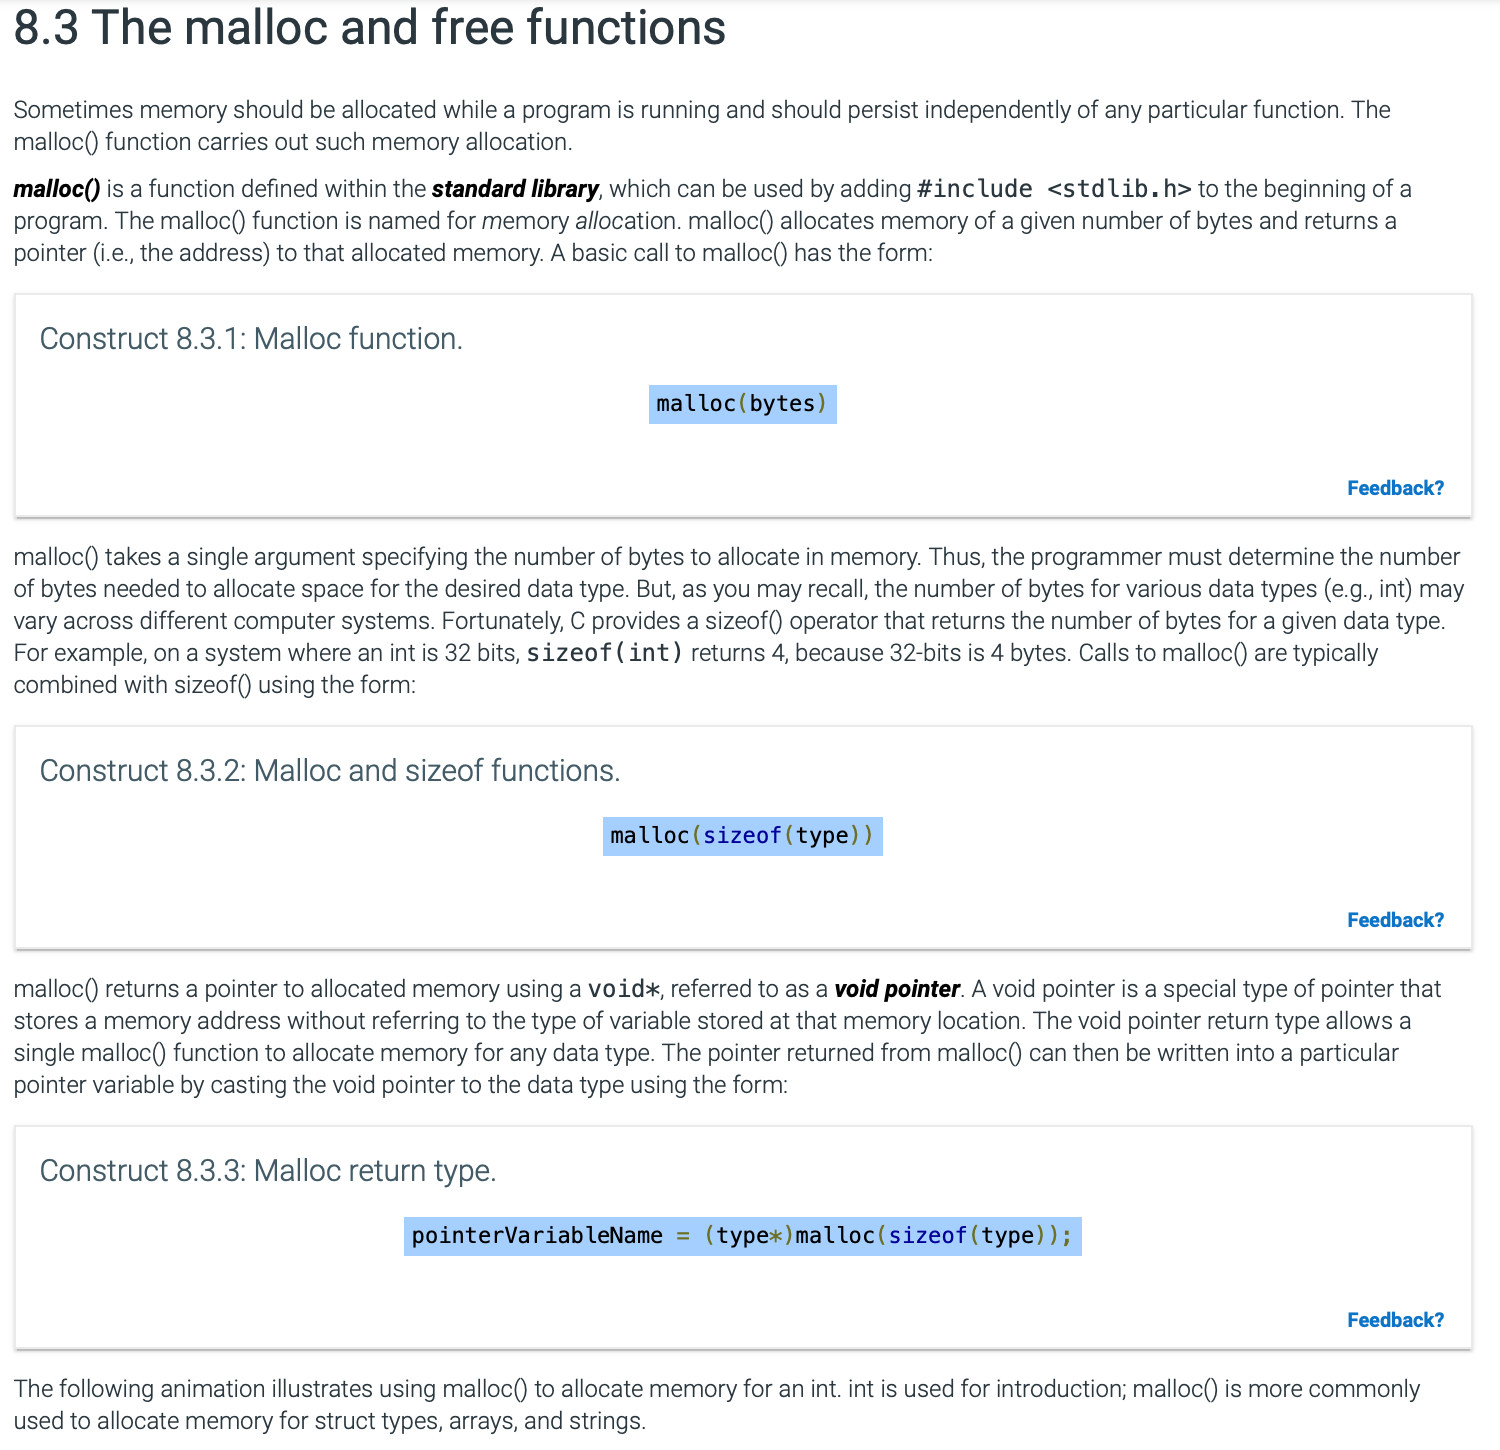 8.3 The malloc and free functions
Sometimes memory should be allocated while a program is running and should persist independently of any particular function. The
malloc() function carries out such memory allocation.
malloc() is a function defined within the standard library, which can be used by adding #include <stdlib.h> to the beginning of a
program. The malloc() function is named for memory allocation. malloc() allocates memory of a given number of bytes and returns a
pointer (i.e., the address) to that allocated memory. A basic call to malloc() has the form:
Construct 8.3.1: Malloc function.
malloc(bytes)
Feedback?
malloc() takes a single argument specifying the number of bytes to allocate in memory. Thus, the programmer must determine the number
of bytes needed to allocate space for the desired data type. But, as you may recall, the number of bytes for various data types (e.g., int) may
vary across different computer systems. Fortunately, C provides a sizeof() operator that returns the number of bytes for a given data type.
For example, on a system where an int is 32 bits, sizeof(int) returns 4, because 32-bits is 4 bytes. Calls to malloc() are typically
combined with sizeof() using the form:
Construct 8.3.2: Malloc and sizeof functions.
malloc(sizeof(type))
Feedback?
malloc() returns a pointer to allocated memory using a void*, referred to as a void pointer. A void pointer is a special type of pointer that
stores a memory address without referring to the type of variable stored at that memory location. The void pointer return type allows a
single malloc() function to allocate memory for any data type. The pointer returned from malloc() can then be written into a particular
pointer variable by casting the void pointer to the data type using the form:
Construct 8.3.3: Malloc return type.
pointerVariableName = (type*)malloc(sizeof(type));
Feedback?
The following animation illustrates using malloc() to allocate memory for an int. int is used for introduction; malloc() is more commonly
used to allocate memory for struct types, arrays, and strings.